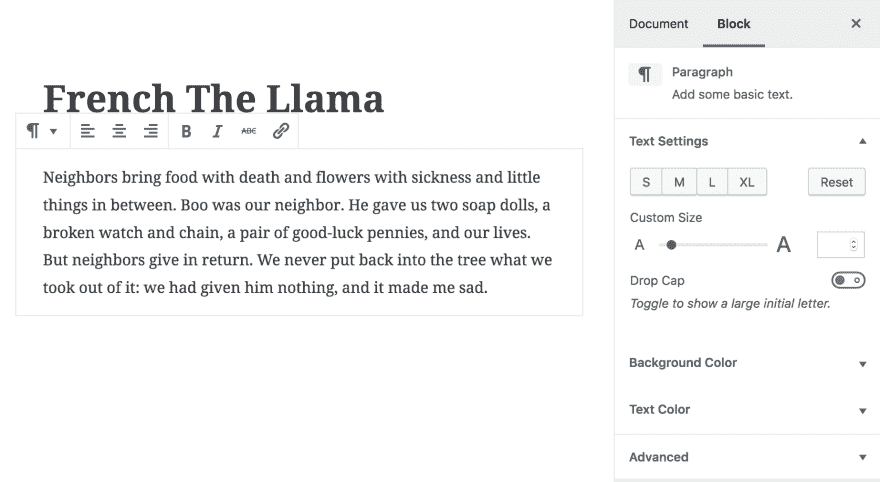 Document Block
Paragraph
Add some basic text.
French The Llama
B I ABC
Text Settings
Neighbors bring food with death and flowers with sickness and little
things in between. Boo was our neighbor. He gave us two soap dolls, a
broken watch and chain, a pair of good-luck pennies, and our lives.
But neighbors give in return. We never put back into the tree what we
took out of it: we had given him nothing, and it made me sad.
S M L XL Reset
Custom Size
A A
Drop Cap
Toggle to show a large initial letter.
Background Color
Text Color
Advanced